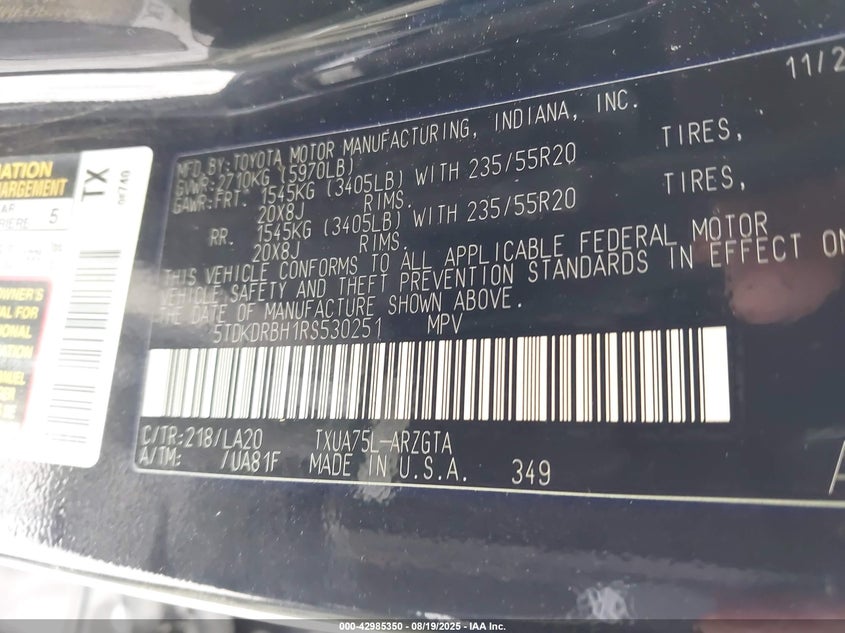 11/2
MFD.BY:TOYOTA MOTOR MANUFACTURING, INDIANA, INC.
GVWR:2710KG (5970LB)
GAWR:FRT. 1545KG (3405LB) WITH 235/55R20 TIRES,
20X8J RIMS.
RR. 1545KG (3405LB) WITH 235/55R20 TIRES,
20X8J RIMS.
THIS VEHICLE CONFORMS TO ALL APPLICABLE FEDERAL MOTOR
VEHICLE SAFETY AND THEFT PREVENTION STANDARDS IN EFFECT ON
THE DATE OF MANUFACTURE SHOWN ABOVE.
5TDKDRBH1RS530251 MPV
C/TR:218/LA20 TXUA75L-ARZGTA
A/TM: /UA81F MADE IN U.S.A. 349
TX
5
000-42985350 - 08/19/2025 - IAA Inc.